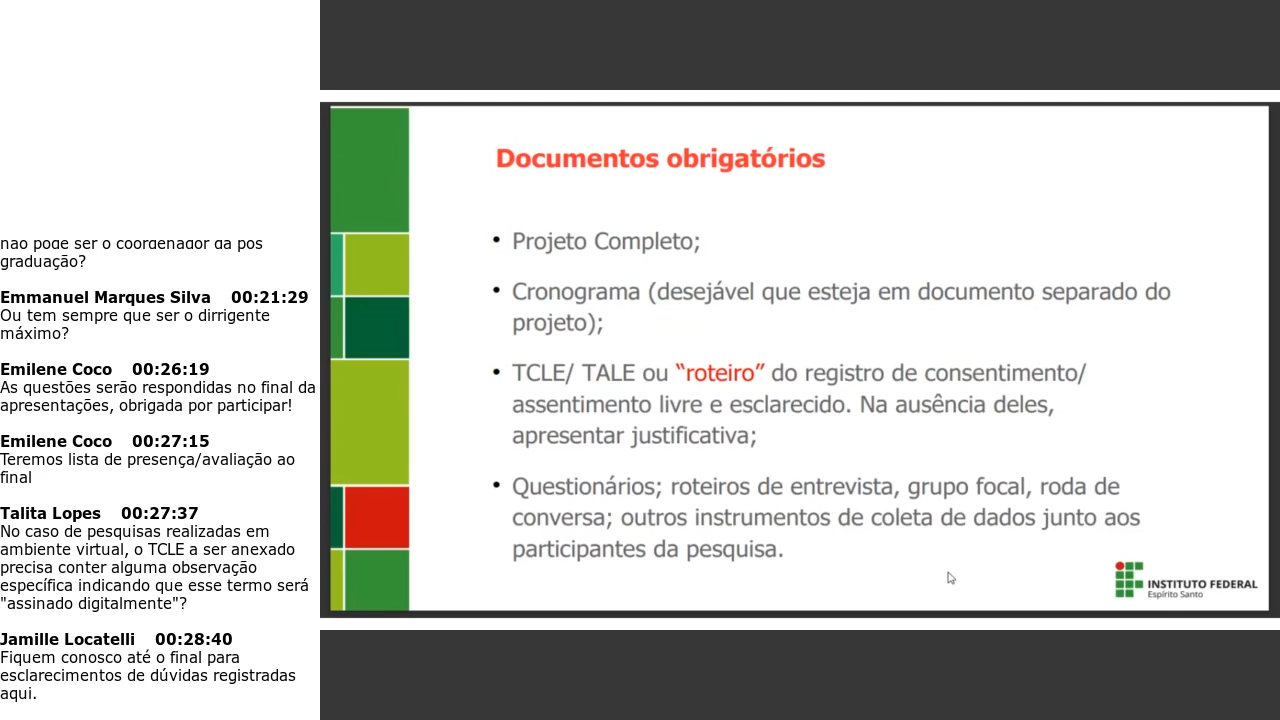 não pode ser o coordenador da pos
graduação?
Emmanuel Marques Silva 00:21:29
Ou tem sempre que ser o dirrigente
máximo?
Emilene Coco 00:26:19
As questões serão respondidas no final da
apresentações, obrigada por participar!
Emilene Coco 00:27:15
Teremos lista de presença/avaliação ao
final
Talita Lopes 00:27:37
No caso de pesquisas realizadas em
ambiente virtual, o TCLE a ser anexado
precisa conter alguma observação
específica indicando que esse termo será
"assinado digitalmente"?
Jamille Locatelli 00:28:40
Fiquem conosco até o final para
esclarecimentos de dúvidas registradas
aqui.
Documentos obrigatórios
• Projeto Completo;
• Cronograma (desejável que esteja em documento separado do
projeto);
• TCLE/ TALE ou “roteiro” do registro de consentimento/
assentimento livre e esclarecido. Na ausência deles,
apresentar justificativa;
• Questionários; roteiros de entrevista, grupo focal, roda de
conversa; outros instrumentos de coleta de dados junto aos
participantes da pesquisa.
INSTITUTO FEDERAL
Espírito Santo